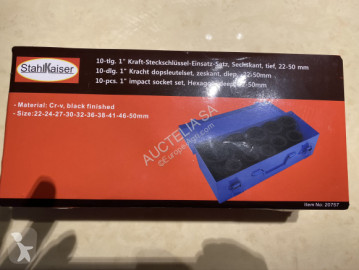 StahlKaiser
10-tlg. 1" Kraft-Steckschlüssel-Einsatz-Satz, Sechskant, tief, 22-50 mm
10-dlg. 1" Kracht dopsleutelset, zeskant, diep, 22-50mm
10-pcs. 1" impact socket set, Hexagon, deep, 22-50mm
- Material: Cr-v, black finished
- Size:22-24-27-30-32-36-38-41-46-50mm
AUCTELIA SA
Item No: 20757